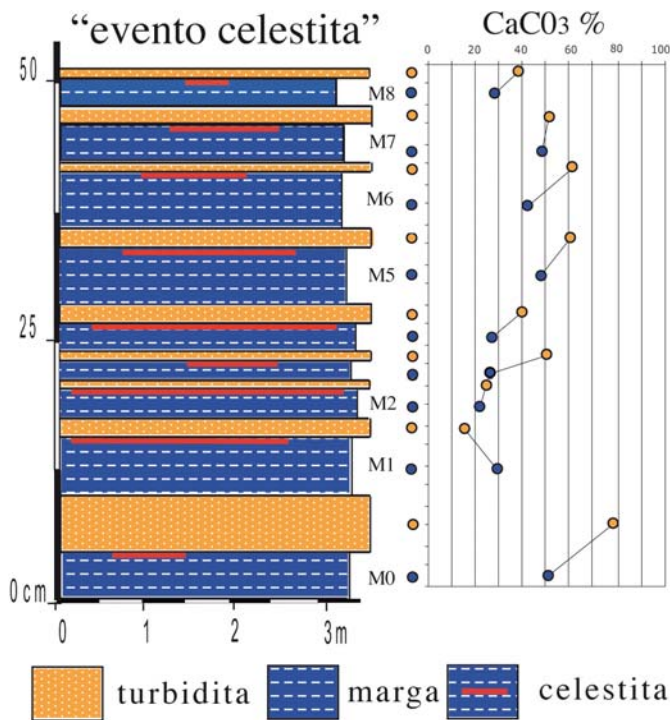 “evento celestita”
CaC03 %
0 20 40 60 80 100
50
M8
M7
M6
M5
25
M2
M1
M0
0 cm
0 1 2 3 m
turbidita marga celestita